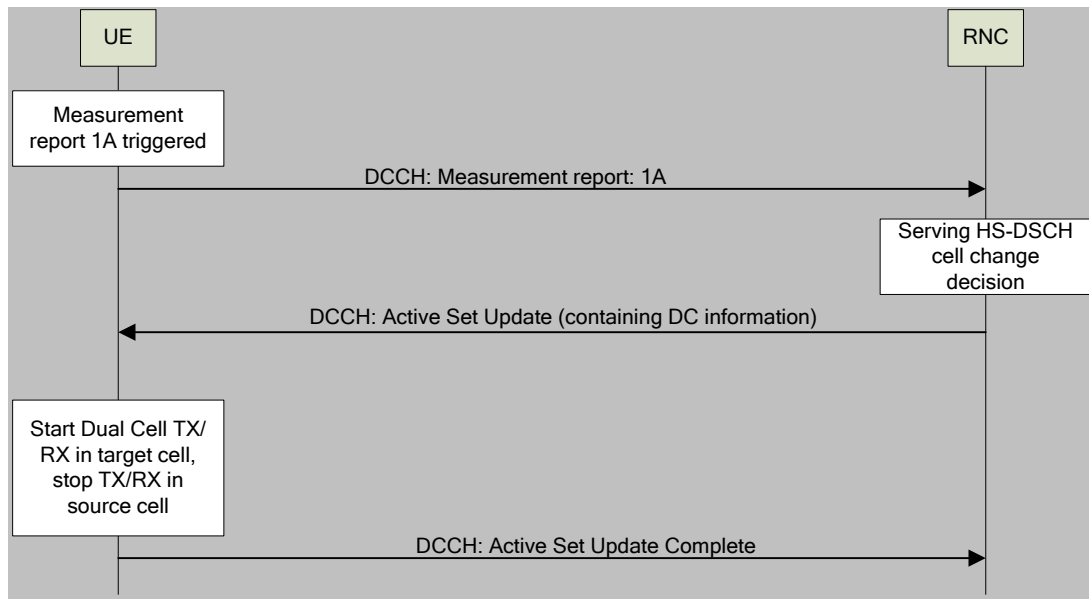 UE
RNC
Measurement
report 1A triggered
DCCH: Measurement report: 1A
Serving HS-DSCH
cell change
decision
DCCH: Active Set Update (containing DC information)
Start Dual Cell TX/
RX in target cell,
stop TX/RX in
source cell
DCCH: Active Set Update Complete